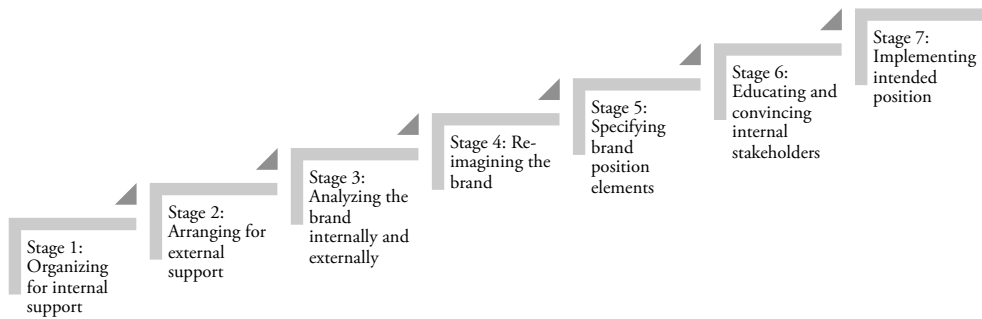 Stage 1:
Organizing
for internal
support
Stage 2:
Arranging for
external
support
Stage 3:
Analyzing the
brand
internally and
externally
Stage 4: Re-
imagining the
brand
Stage 5:
Specifying
brand
position
elements
Stage 6:
Educating and
convincing
internal
stakeholders
Stage 7:
Implementing
intended
position